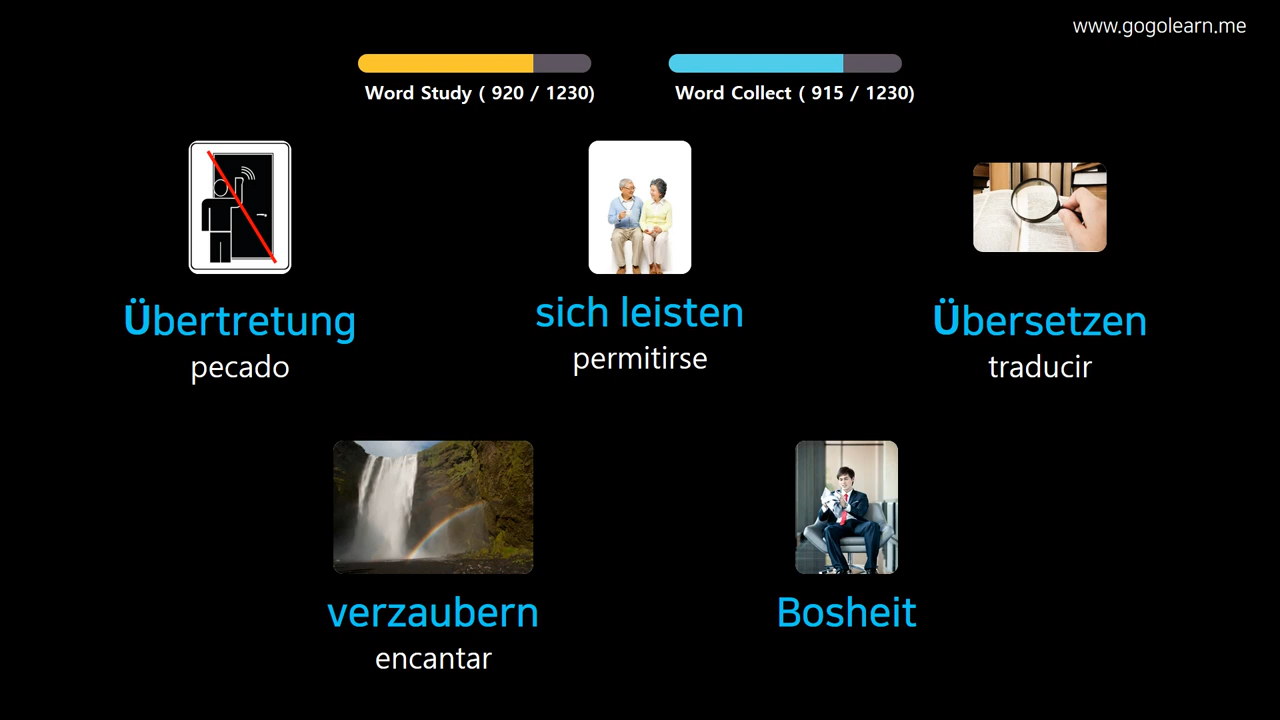 www.gogolearn.me
Word Study ( 920 / 1230)
Word Collect ( 915 / 1230)
Übertretung
pecado
sich leisten
permitirse
Übersetzen
traducir
verzaubern
encantar
Bosheit